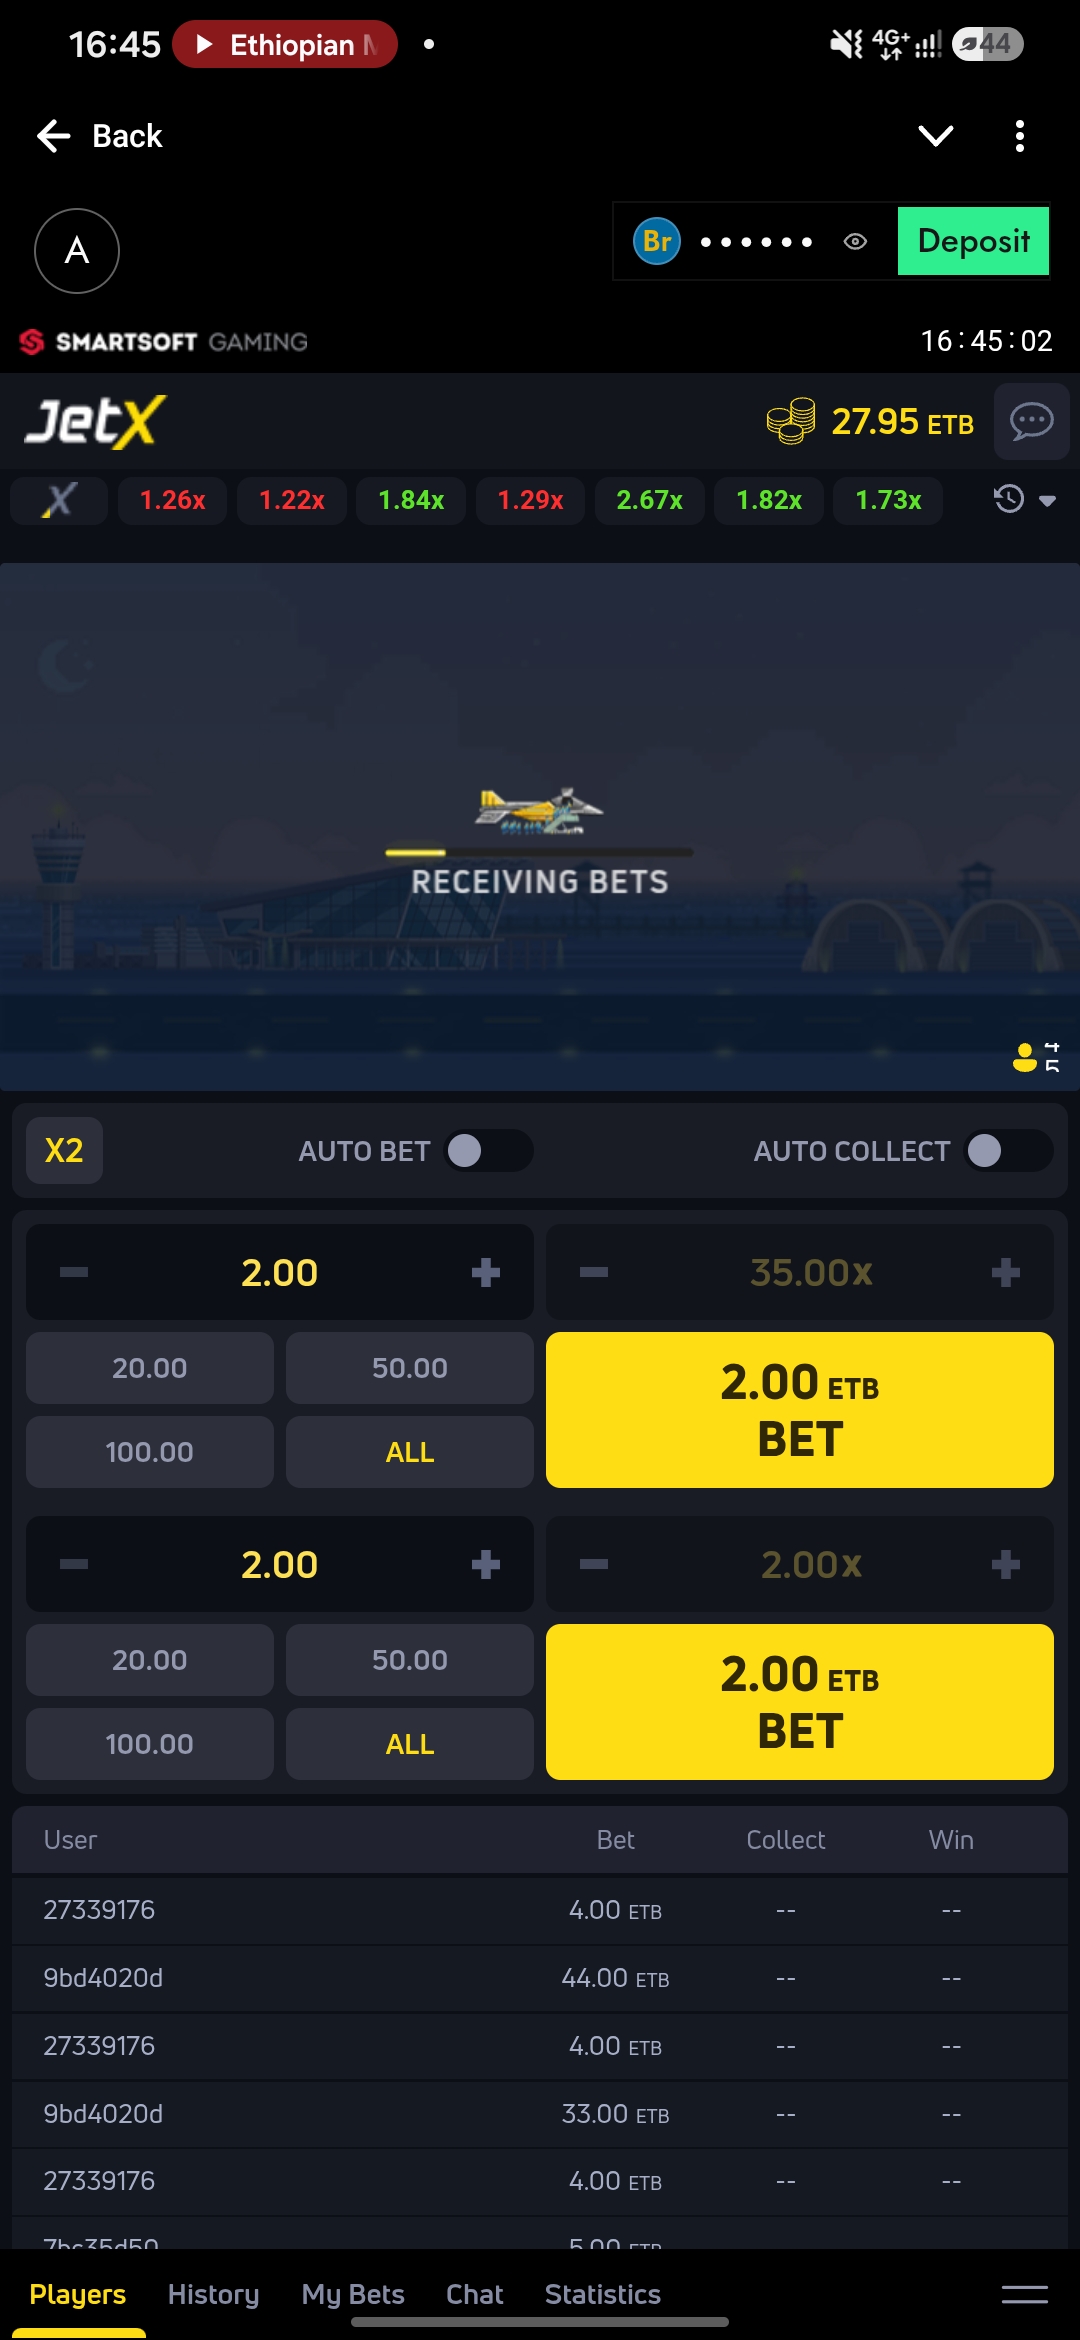 16:45 Ethiopian
4G+ 44
Back
A
Br •••••• Deposit
SMARTSOFT GAMING 16:45:02
JetX 27.95 ETB
X 1.26x 1.22x 1.84x 1.29x 2.67x 1.82x 1.73x
RECEIVING BETS
X2 AUTO BET AUTO COLLECT
2.00 35.00x
20.00 50.00
100.00 ALL
2.00 ETB
BET
2.00 2.00x
20.00 50.00
100.00 ALL
2.00 ETB
BET
User Bet Collect Win
27339176 4.00 ETB -- --
9bd4020d 44.00 ETB -- --
27339176 4.00 ETB -- --
9bd4020d 33.00 ETB -- --
27339176 4.00 ETB -- --
Players History My Bets Chat Statistics